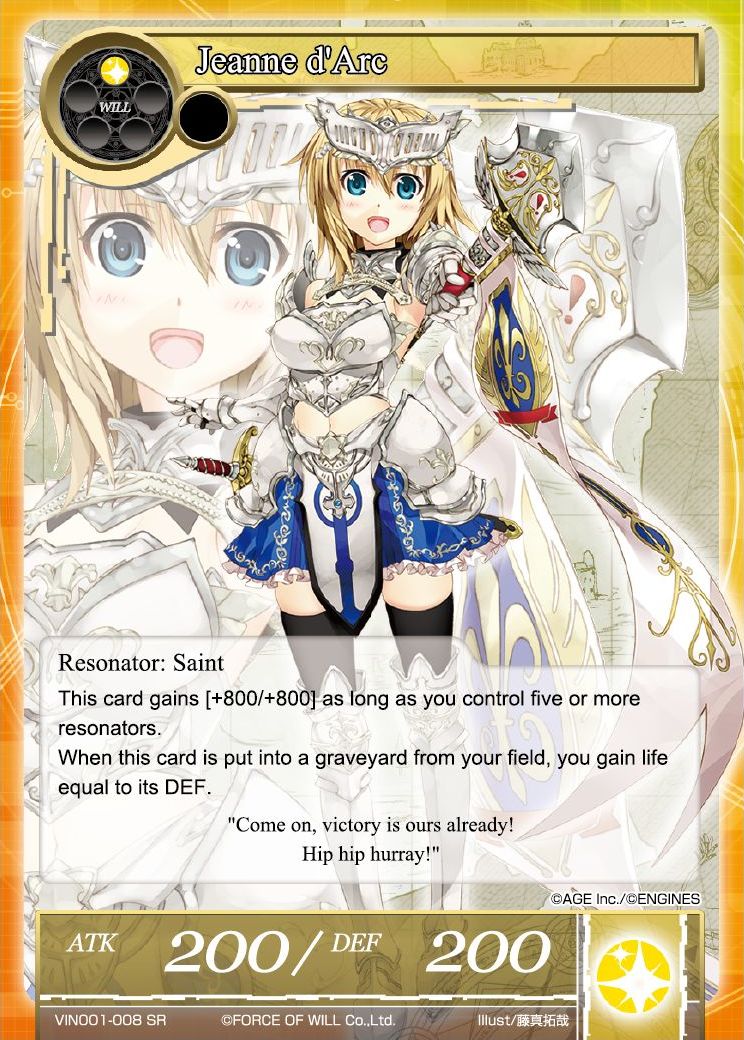 Jeanne d'Arc
WILL
Resonator: Saint
This card gains [+800/+800] as long as you control five or more
resonators.
When this card is put into a graveyard from your field, you gain life
equal to its DEF.
"Come on, victory is ours already!
Hip hip hurray!"
©AGE Inc./©ENGINES
ATK 200/ DEF 200
VIN001-008 SR ©FORCE OF WILL Co.,Ltd. Illust/藤真拓哉